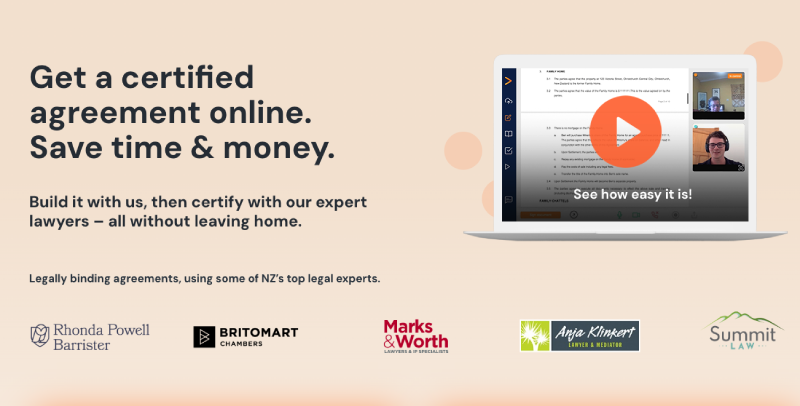 Get a certified
agreement online.
Save time & money.
Build it with us, then certify with our expert
lawyers – all without leaving home.
See how easy it is!
Legally binding agreements, using some of NZ's top legal experts.
Rhonda Powell
Barrister
BRITOMART
CHAMBERS
Marks
&Worth
LAWYERS & IP SPECIALISTS
Anja Klinkert
LAWYER & MEDIATOR
Summit
LAW